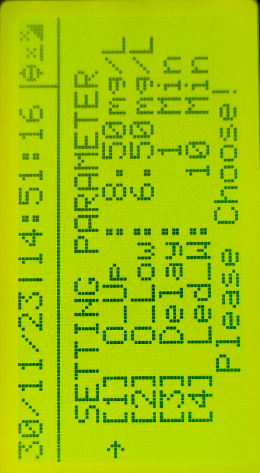 30/11/23 14:51:16
SETTING PARAMETER
→[1] O_UP : 8.50mg/L
[2] O_Low: 6.50mg/L
[3] Delay: 1 Min
[4] Fed_W: 10 Min
Please Choose!